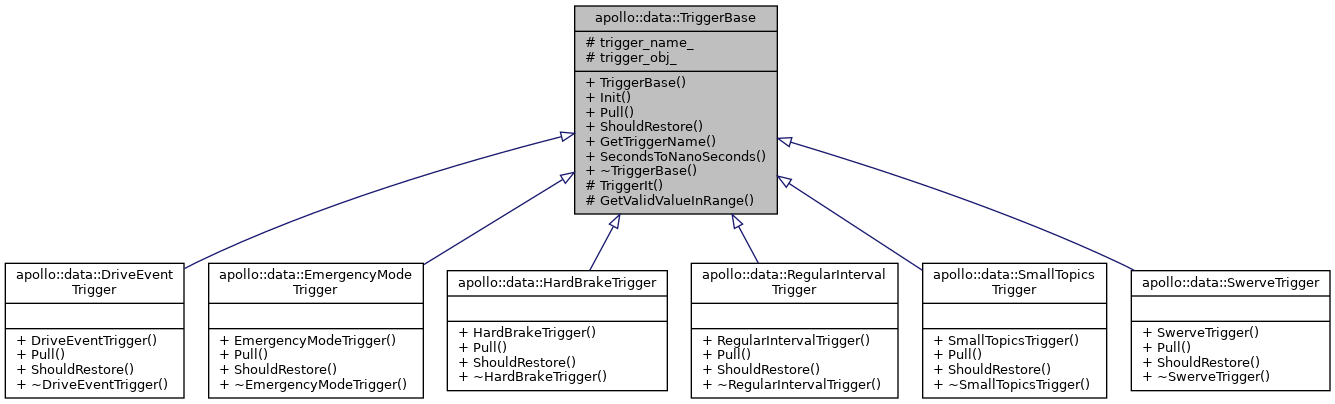 apollo::data::TriggerBase
# trigger_name_
# trigger_obj_
+ TriggerBase()
+ Init()
+ Pull()
+ ShouldRestore()
+ GetTriggerName()
+ SecondsToNanoSeconds()
+ ~TriggerBase()
# TriggerIt()
# GetValidValueInRange()
apollo::data::DriveEvent
Trigger
+ DriveEventTrigger()
+ Pull()
+ ShouldRestore()
+ ~DriveEventTrigger()
apollo::data::EmergencyMode
Trigger
+ EmergencyModeTrigger()
+ Pull()
+ ShouldRestore()
+ ~EmergencyModeTrigger()
apollo::data::HardBrakeTrigger
+ HardBrakeTrigger()
+ Pull()
+ ShouldRestore()
+ ~HardBrakeTrigger()
apollo::data::RegularInterval
Trigger
+ RegularIntervalTrigger()
+ Pull()
+ ShouldRestore()
+ ~RegularIntervalTrigger()
apollo::data::SmallTopics
Trigger
+ SmallTopicsTrigger()
+ Pull()
+ ShouldRestore()
+ ~SmallTopicsTrigger()
apollo::data::SwerveTrigger
+ SwerveTrigger()
+ Pull()
+ ShouldRestore()
+ ~SwerveTrigger()